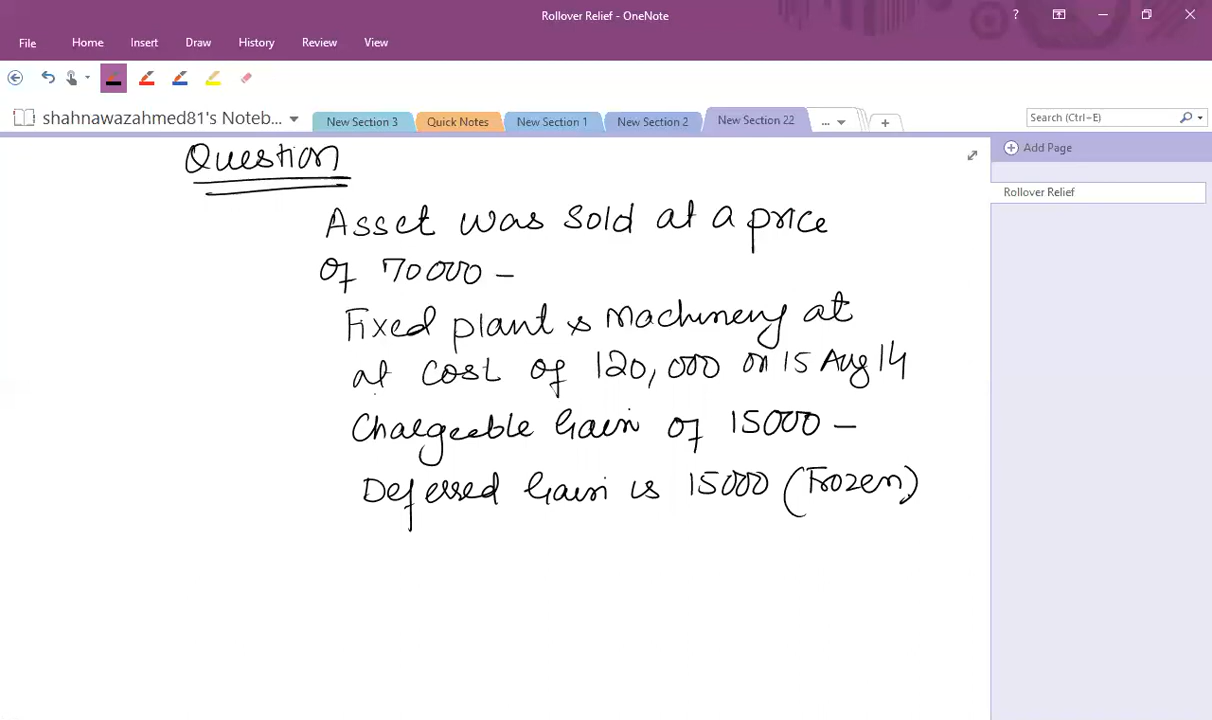 Rollover Relief - OneNote
?
File Home Insert Draw History Review View
shahnawazahmed81's Noteb...
New Section 3 Quick Notes New Section 1 New Section 2 New Section 22 ...
Search (Ctrl+E)
Add Page
Rollover Relief
Question
Asset was sold at a price
of 70000 -
Fixed plant & Machinery at
at cost of 120,000 on 15 Aug 14
Chargeable Gain of 15000 -
Deferred Gain is 15000 (Frozen)